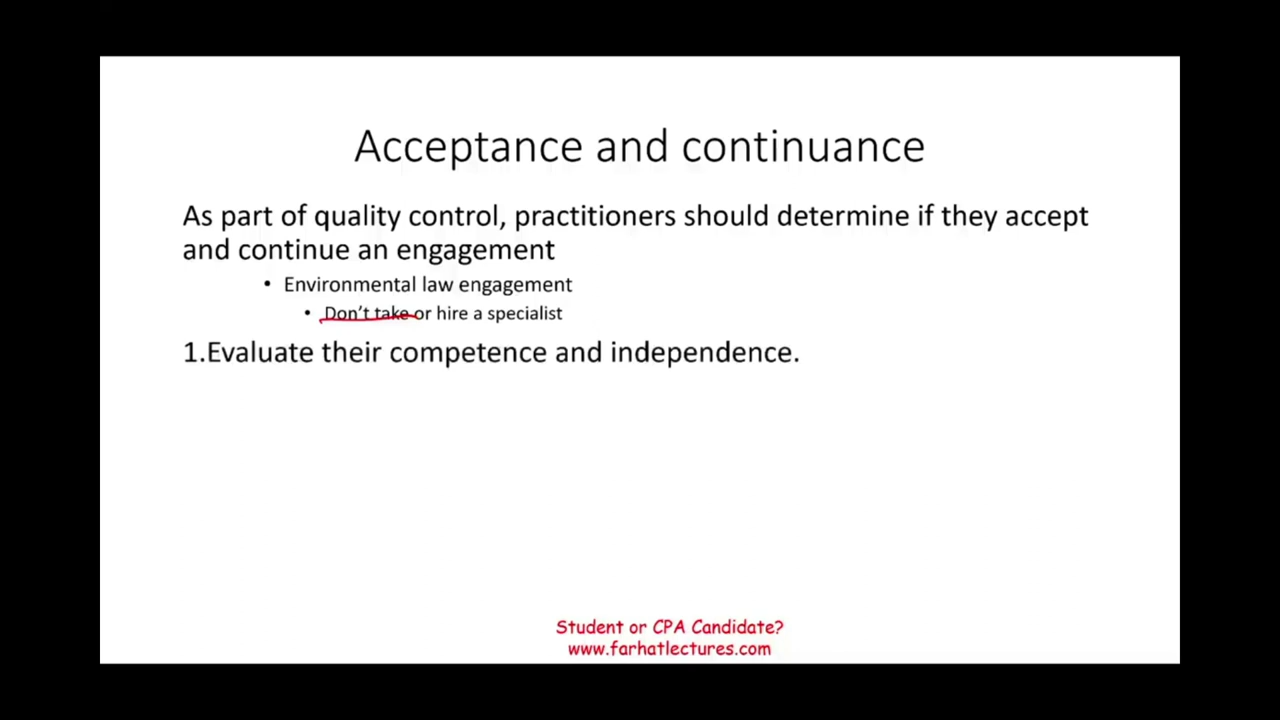 Acceptance and continuance
As part of quality control, practitioners should determine if they accept
and continue an engagement
• Environmental law engagement
• Don't take or hire a specialist
1.Evaluate their competence and independence.
Student or CPA Candidate?
www.farhatlectures.com